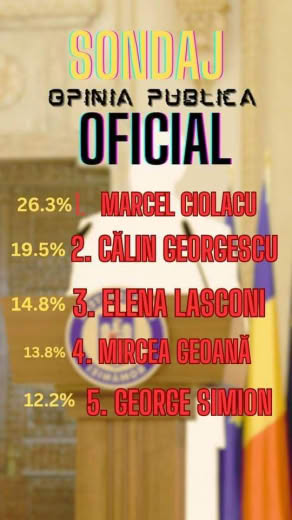 SONDAJ
OPINIA PUBLICA
OFICIAL
26.3% MARCEL CIOLACU
19.5% 2. CĂLIN GEORGESCU
14.8% 3. ELENA LASCONI
13.8% 4. MIRCEA GEOANĂ
12.2% 5. GEORGE SIMION